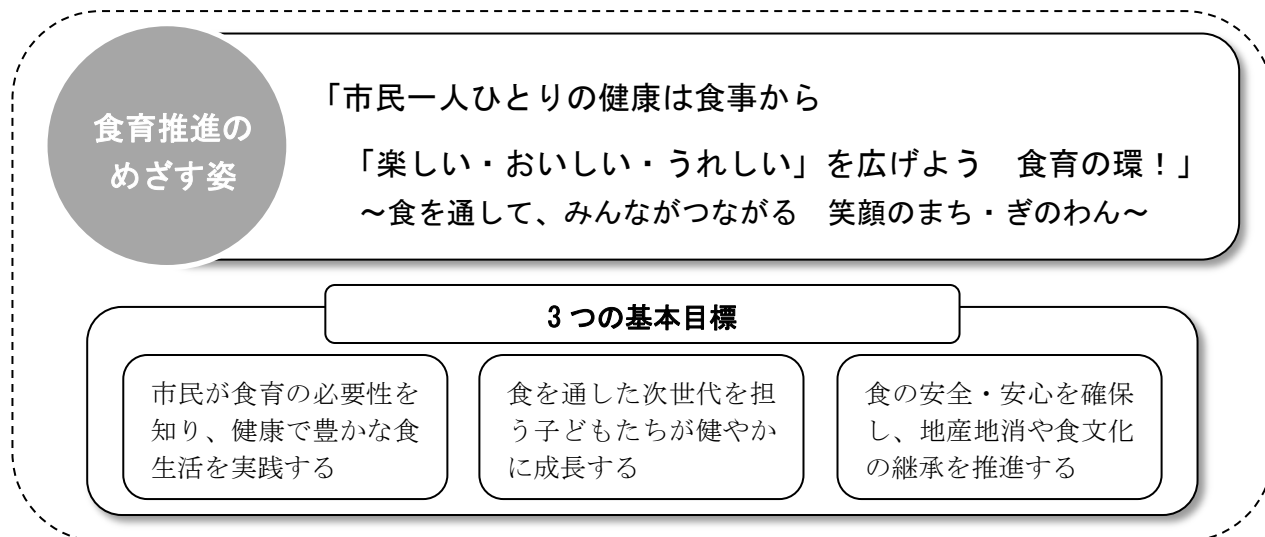 食育推進の
めざす姿
「市民一人ひとりの健康は食事から
「楽しい・おいしい・うれしい」を広げよう　食育の環！」
～食を通して、みんながつながる　笑顔のまち・ぎのわん～
3つの基本目標
市民が食育の必要性を
知り、健康で豊かな食
生活を実践する
食を通した次世代を担
う子どもたちが健やか
に成長する
食の安全・安心を確保
し、地産地消や食文化
の継承を推進する